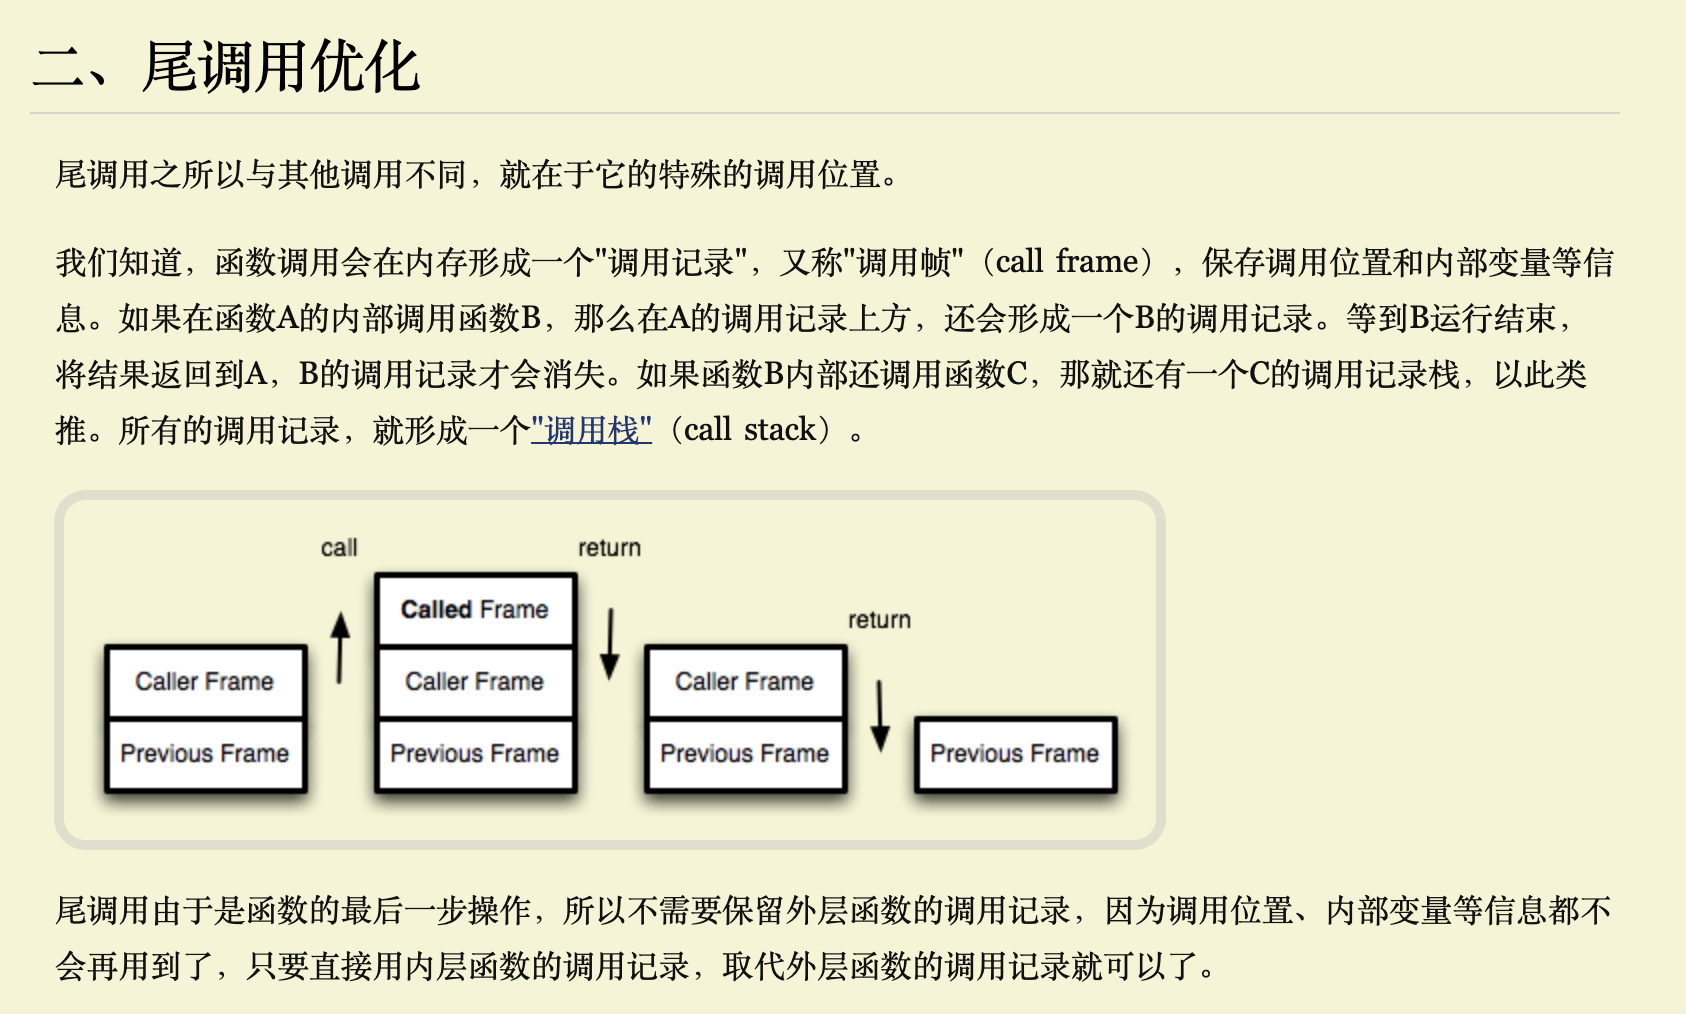 二、尾调用优化
尾调用之所以与其他调用不同，就在于它的特殊的调用位置。
我们知道，函数调用会在内存形成一个"调用记录"，又称"调用帧"（call frame），保存调用位置和内部变量等信
息。如果在函数A的内部调用函数B，那么在A的调用记录上方，还会形成一个B的调用记录。等到B运行结束，
将结果返回到A，B的调用记录才会消失。如果函数B内部还调用函数C，那就还有一个C的调用记录栈，以此类
推。所有的调用记录，就形成一个"调用栈"（call stack）。
call
return
Called Frame
return
Caller Frame
Caller Frame
Caller Frame
Previous Frame
Previous Frame
Previous Frame
Previous Frame
尾调用由于是函数的最后一步操作，所以不需要保留外层函数的调用记录，因为调用位置、内部变量等信息都不
会再用到了，只要直接用内层函数的调用记录，取代外层函数的调用记录就可以了。